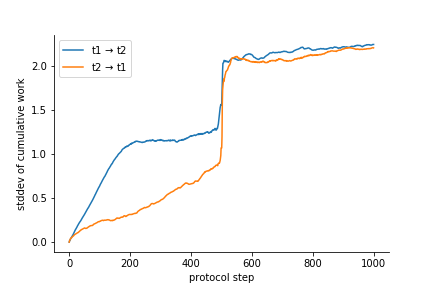 t1 → t2
t2 → t1
stddev of cumulative work
2.0
1.5
1.0
0.5
0.0
0 200 400 600 800 1000
protocol step